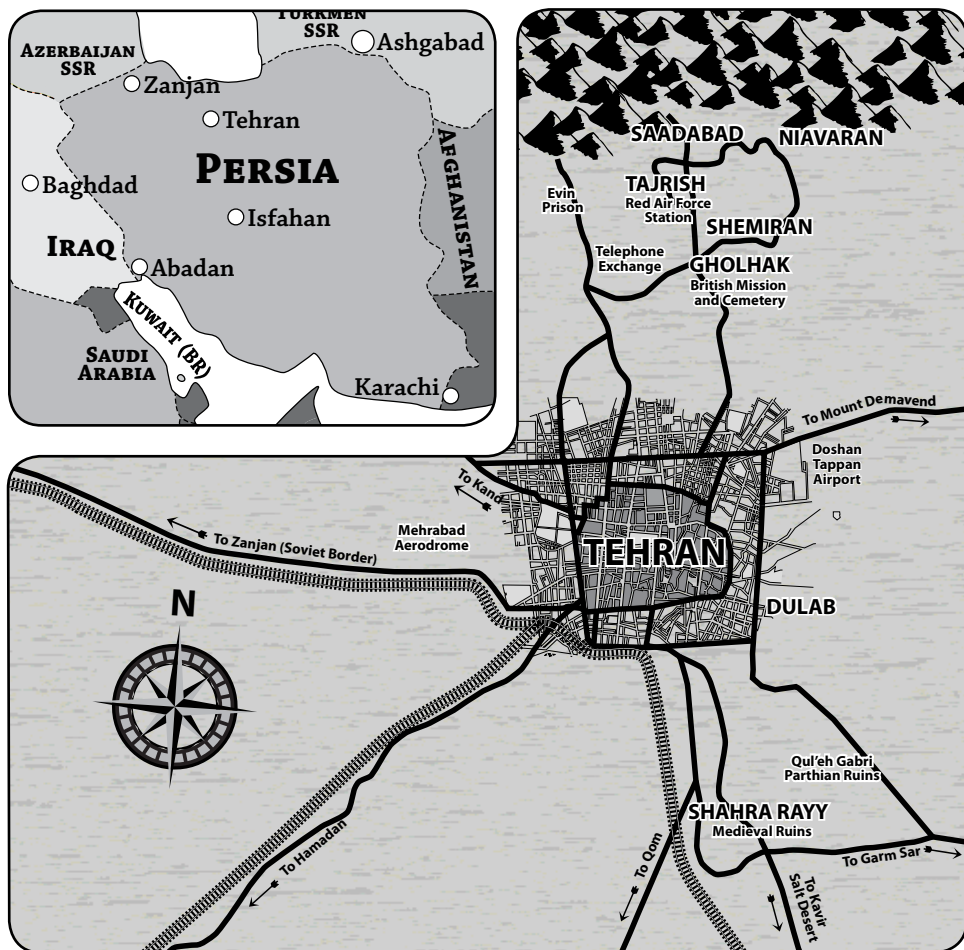 TURKMEN
SSR
Ashgabad
AZERBAIJAN
SSR
Zanjan
Tehran
PERSIA
AFGHANISTAN
Baghdad
Isfahan
IRAQ
Abadan
KUWAIT (BR)
SAUDI
ARABIA
Karachi
SAADABAD
NIAVARAN
TAJRISH
Red Air Force
Station
Evin
Prison
SHEMIRAN
Telephone
Exchange
GHOLHAK
British Mission
and Cemetery
To Mount Demavend
Doshan
Tappan
Airport
To Kand
Mehrabad
Aerodrome
To Zanjan (Soviet Border)
TEHRAN
DULAB
N
Qul'eh Gabri
Parthian Ruins
SHAHRA RAYY
Medieval Ruins
To Hamadan
To Qom
To Garm Sar
To Kavir
Salt Desert